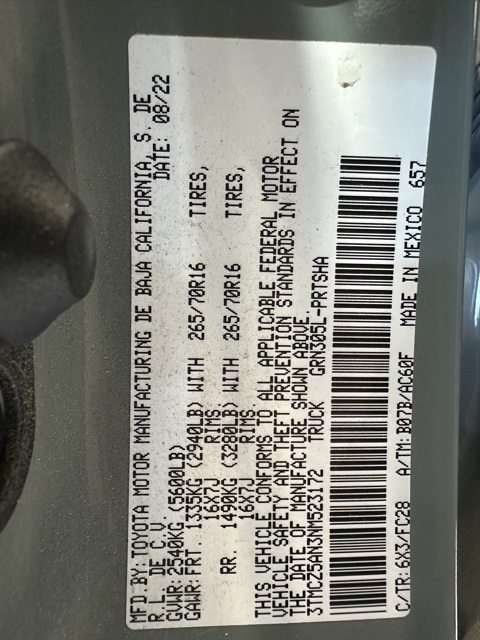 MFD.BY:TOYOTA MOTOR MANUFACTURING DE BAJA CALIFORNIA, S. DE
R.L. DE C.V. DATE: 08/22
GVWR:2540KG (5600LB)
GAWR:FRT. 1335KG (2940LB) WITH 265/70R16 TIRES,
16X7J RIMS.
RR. 1490KG (3280LB) WITH 265/70R16 TIRES,
16X7J RIMS.
THIS VEHICLE CONFORMS TO ALL APPLICABLE FEDERAL MOTOR
VEHICLE SAFETY AND THEFT PREVENTION STANDARDS IN EFFECT ON
THE DATE OF MANUFACTURE SHOWN ABOVE.
3TMCZ5AN3NM523172 TRUCK GRN305L-PRTSHA
C/TR:6X3/FC28 A/TM:B07B/AC60F MADE IN MEXICO 657